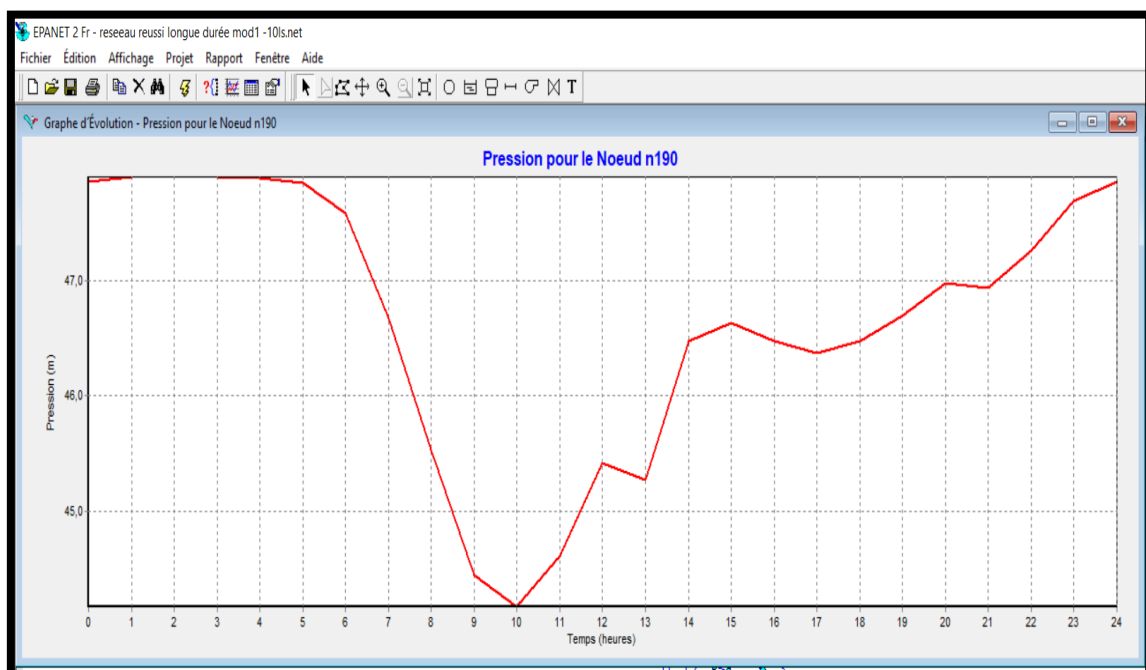 EPANET 2 Fr - reseeau reussi longue durée mod1 -10ls.net
Fichier Édition Affichage Projet Rapport Fenêtre Aide
T
Graphe d'Évolution - Pression pour le Noeud n190
Pression pour le Noeud n190
47,0
46,0
45,0
Pression (m)
0 1 2 3 4 5 6 7 8 9 10 11 12 13 14 15 16 17 18 19 20 21 22 23 24
Temps (heures)